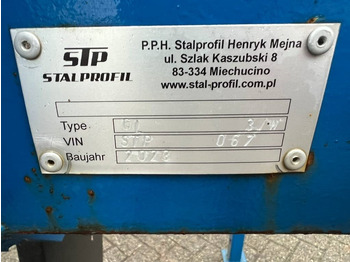 STP
STALPROFIL
P.P.H. Stalprofil Henryk Mejna
ul. Szlak Kaszubski 8
83-334 Miechucino
www.stal-profil.com.pl
Type
VIN STP 067
Baujahr